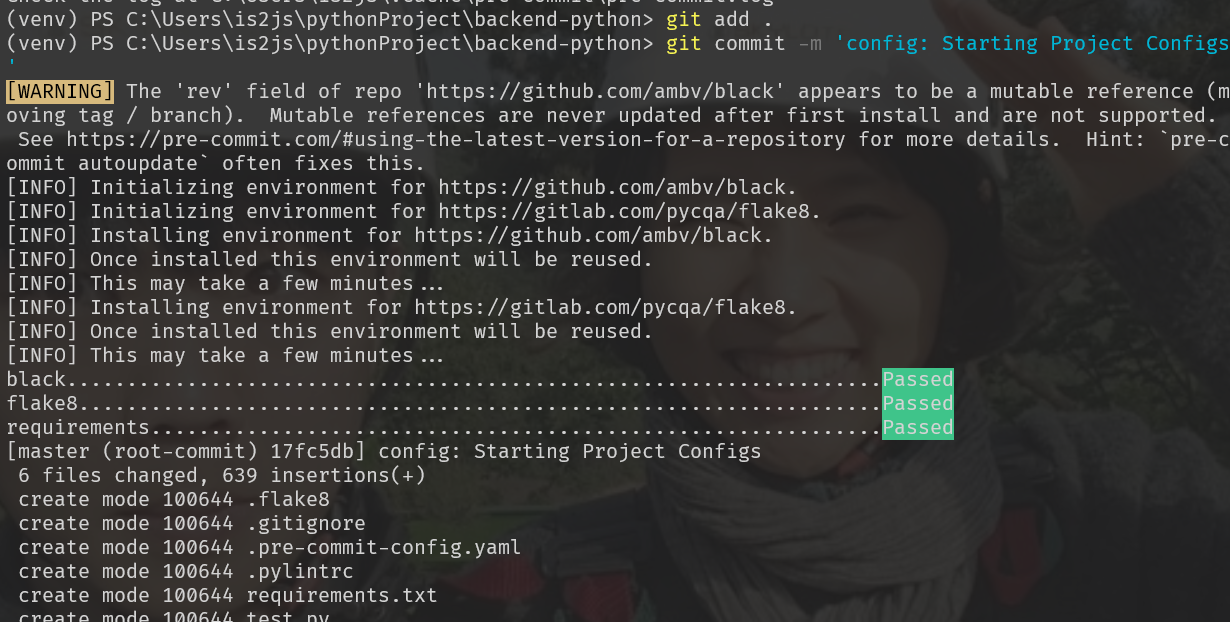 (venv) PS C:\Users\is2js\pythonProject\backend-python> git add .
(venv) PS C:\Users\is2js\pythonProject\backend-python> git commit -m 'config: Starting Project Configs
'
[WARNING] The 'rev' field of repo 'https://github.com/ambv/black' appears to be a mutable reference (m
oving tag / branch).  Mutable references are never updated after first install and are not supported.
 See https://pre-commit.com/#using-the-latest-version-for-a-repository for more details.  Hint: `pre-c
ommit autoupdate` often fixes this.
[INFO] Initializing environment for https://github.com/ambv/black.
[INFO] Initializing environment for https://gitlab.com/pycqa/flake8.
[INFO] Installing environment for https://github.com/ambv/black.
[INFO] Once installed this environment will be reused.
[INFO] This may take a few minutes...
[INFO] Installing environment for https://gitlab.com/pycqa/flake8.
[INFO] Once installed this environment will be reused.
[INFO] This may take a few minutes...
black....................................................................Passed
flake8...................................................................Passed
requirements.............................................................Passed
[master (root-commit) 17fc5db] config: Starting Project Configs
 6 files changed, 639 insertions(+)
 create mode 100644 .flake8
 create mode 100644 .gitignore
 create mode 100644 .pre-commit-config.yaml
 create mode 100644 .pylintrc
 create mode 100644 requirements.txt
 create mode 100644 test.py